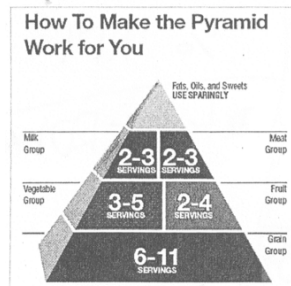 How To Make the Pyramid
Work for You
Fats, Oils, and Sweets
USE SPARINGLY
Milk
Group
Meat
Group
2-3
SERVINGS
2-3
SERVINGS
Vegetable
Group
Fruit
Group
3-5
SERVINGS
2-4
SERVINGS
Grain
Group
6-11
SERVINGS